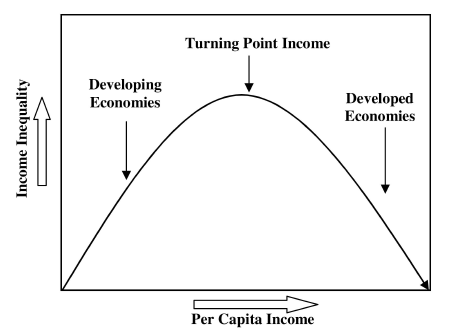 Turning Point Income
Developing
Economies
Developed
Economies
Income Inequality
Per Capita Income